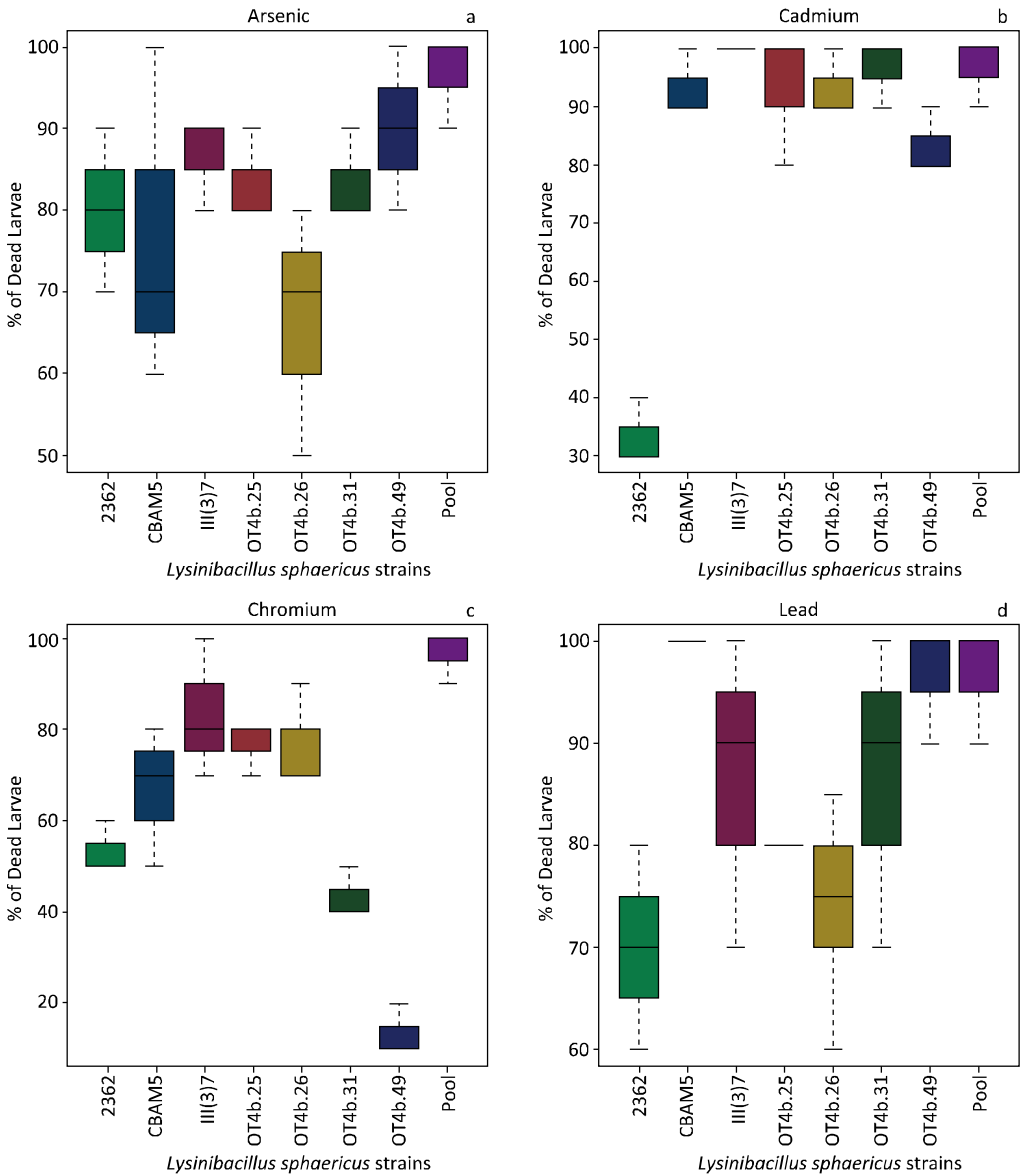 Arsenic
a
% of Dead Larvae
100
90
80
70
60
50
2362
CBAM5
III(3)7
OT4b.25
OT4b.26
OT4b.31
OT4b.49
Pool
Lysinibacillus sphaericus strains
Cadmium
b
% of Dead Larvae
100
90
80
70
60
50
40
30
2362
CBAM5
III(3)7
OT4b.25
OT4b.26
OT4b.31
OT4b.49
Pool
Lysinibacillus sphaericus strains
Chromium
c
% of Dead Larvae
100
80
60
40
20
2362
CBAM5
III(3)7
OT4b.25
OT4b.26
OT4b.31
OT4b.49
Pool
Lysinibacillus sphaericus strains
Lead
d
% of Dead Larvae
100
90
80
70
60
2362
CBAM5
III(3)7
OT4b.25
OT4b.26
OT4b.31
OT4b.49
Pool
Lysinibacillus sphaericus strains